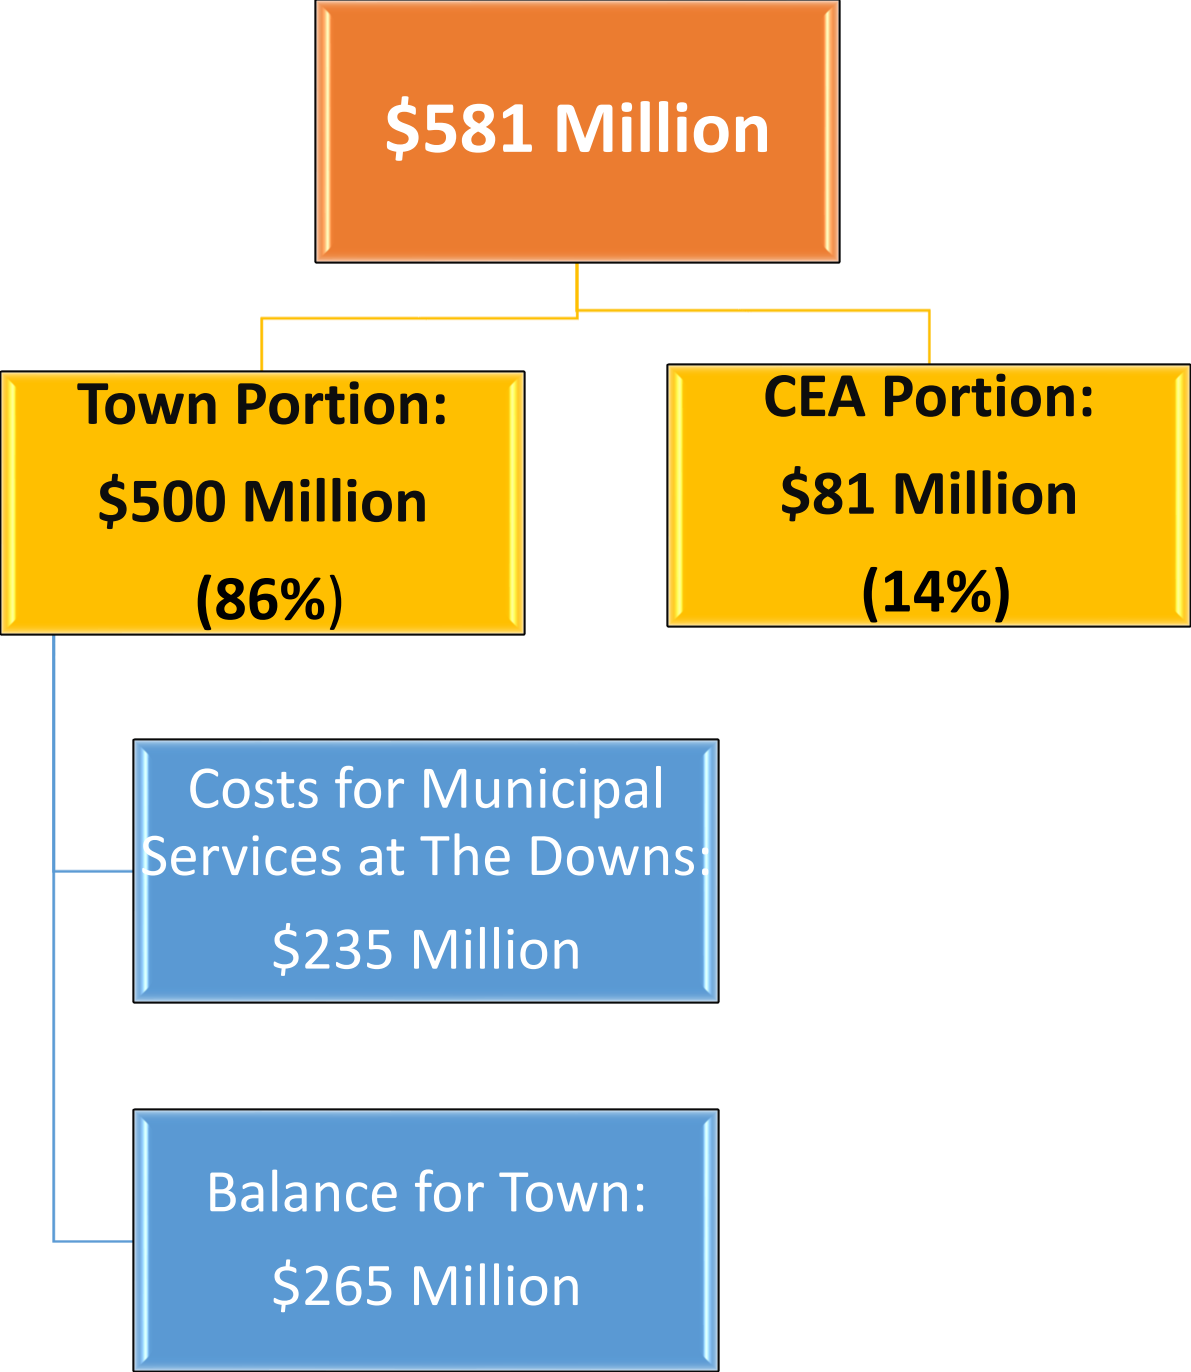 $581 Million
Town Portion:
$500 Million
(86%)
CEA Portion:
$81 Million
(14%)
Costs for Municipal
Services at The Downs:
$235 Million
Balance for Town:
$265 Million